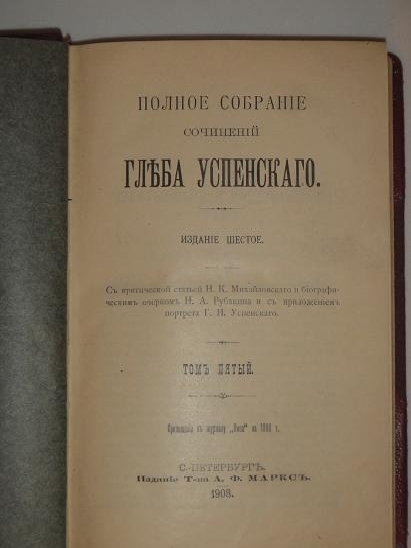 ПОЛНОЕ СОБРАНІЕ
СОЧИНЕНІЙ
ГЛѢБА УСПЕНСКАГО.
ИЗДАНІЕ ШЕСТОЕ.
Съ критической статьей Н. К. Михайловскаго и біографи-
ческимъ очеркомъ Н. А. Рубакина и съ приложеніемъ
портрета Г. И. Успенскаго.
ТОМЪ ПЯТЫЙ.
Приложеніе къ журналу „Нива“ на 1908 г.
С.-ПЕТЕРБУРГЪ.
Изданіе Т-ва А. Ф. МАРКСЪ.
1908.